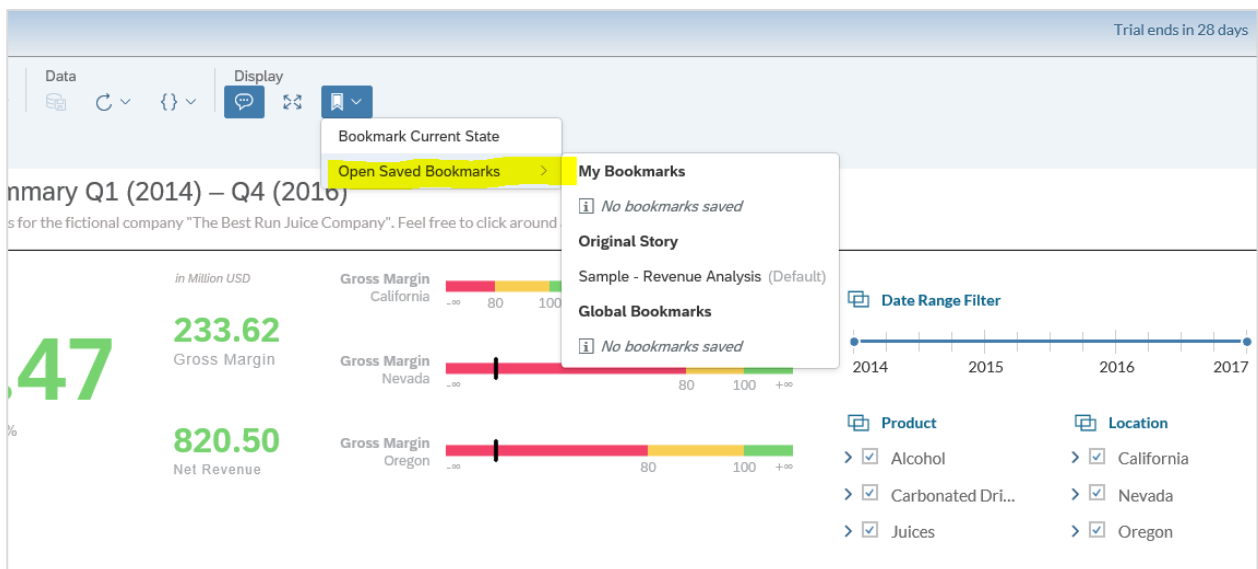 Trial ends in 28 days
Data
Display
Bookmark Current State
Open Saved Bookmarks
My Bookmarks
No bookmarks saved
Original Story
Sample - Revenue Analysis (Default)
Global Bookmarks
No bookmarks saved
mmary Q1 (2014) – Q4 (2016)
s for the fictional company "The Best Run Juice Company". Feel free to click around
.47
%
in Million USD
233.62
Gross Margin
820.50
Net Revenue
Gross Margin
California
-∞ 80 100
Gross Margin
Nevada
-∞ 80 100 +∞
Gross Margin
Oregon
-∞ 80 100 +∞
Date Range Filter
2014 2015 2016 2017
Product
Alcohol
Carbonated Dri...
Juices
Location
California
Nevada
Oregon